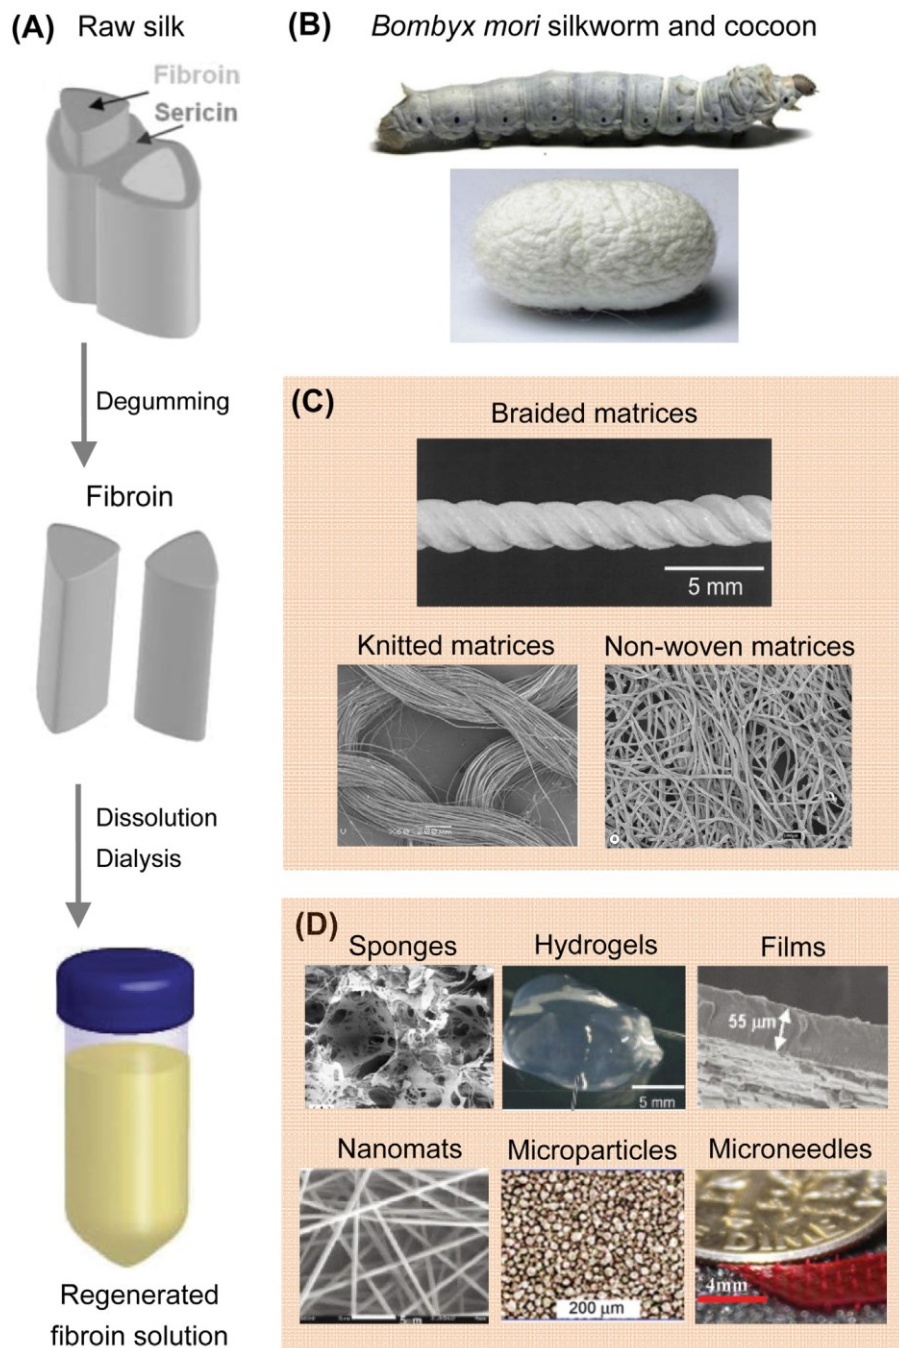 (A) Raw silk
Fibroin
Sericin
Degumming
Fibroin
Dissolution
Dialysis
Regenerated
fibroin solution
(B) Bombyx mori silkworm and cocoon
(C)
Braided matrices
5 mm
Knitted matrices
Non-woven matrices
(D)
Sponges
Hydrogels
Films
5 mm
55 μm
Nanomats
Microparticles
Microneedles
200 μm
DIME
4mm